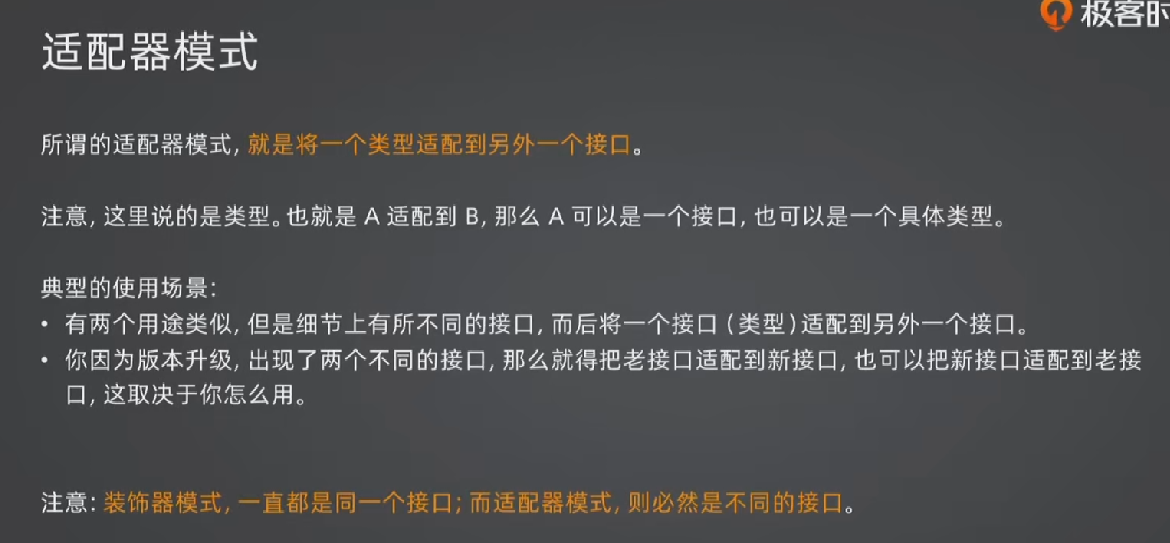 极客时
适配器模式
所谓的适配器模式，就是将一个类型适配到另外一个接口。
注意，这里说的是类型。也就是 A 适配到 B，那么 A 可以是一个接口，也可以是一个具体类型。
典型的使用场景：
• 有两个用途类似，但是细节上有所不同的接口，而后将一个接口（类型）适配到另外一个接口。
• 你因为版本升级，出现了两个不同的接口，那么就得把老接口适配到新接口，也可以把新接口适配到老接
口，这取决于你怎么用。
注意：装饰器模式，一直都是同一个接口；而适配器模式，则必然是不同的接口。